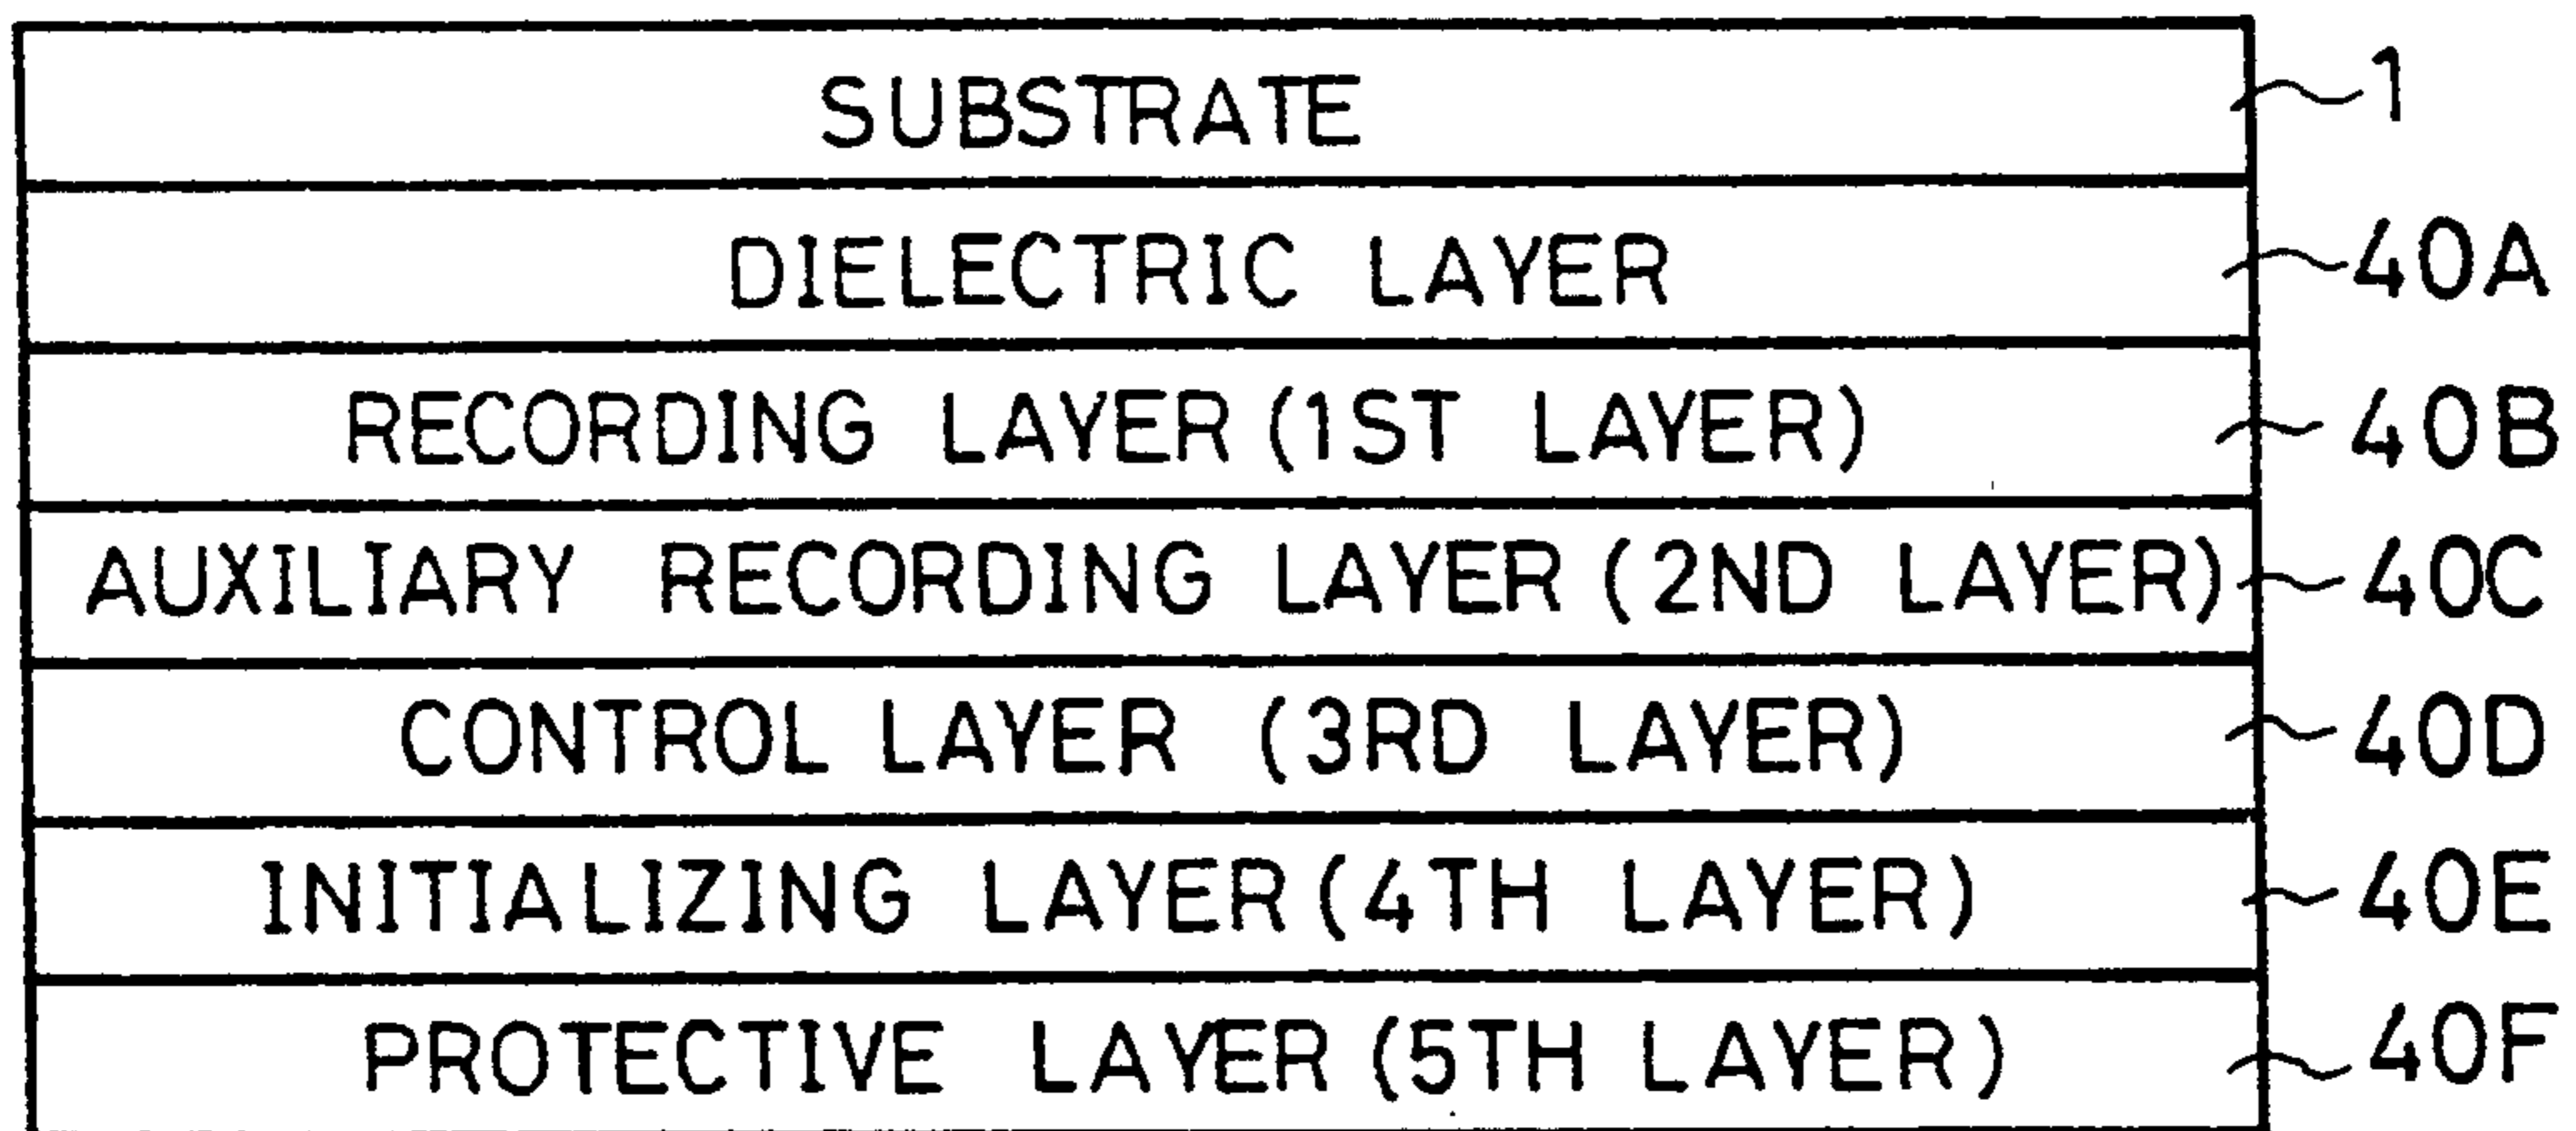 SUBSTRATE 1
DIELECTRIC LAYER 40A
RECORDING LAYER (1ST LAYER) 40B
AUXILIARY RECORDING LAYER (2ND LAYER) 40C
CONTROL LAYER (3RD LAYER) 40D
INITIALIZING LAYER (4TH LAYER) 40E
PROTECTIVE LAYER (5TH LAYER) 40F